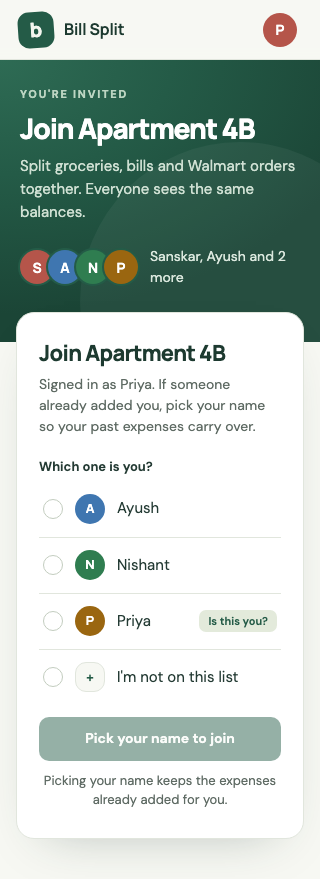 b Bill Split P
YOU'RE INVITED
Join Apartment 4B
Split groceries, bills and Walmart orders
together. Everyone sees the same
balances.
S A N P Sanskar, Ayush and 2
more
Join Apartment 4B
Signed in as Priya. If someone
already added you, pick your name
so your past expenses carry over.
Which one is you?
A Ayush
N Nishant
P Priya Is this you?
+ I'm not on this list
Pick your name to join
Picking your name keeps the expenses
already added for you.